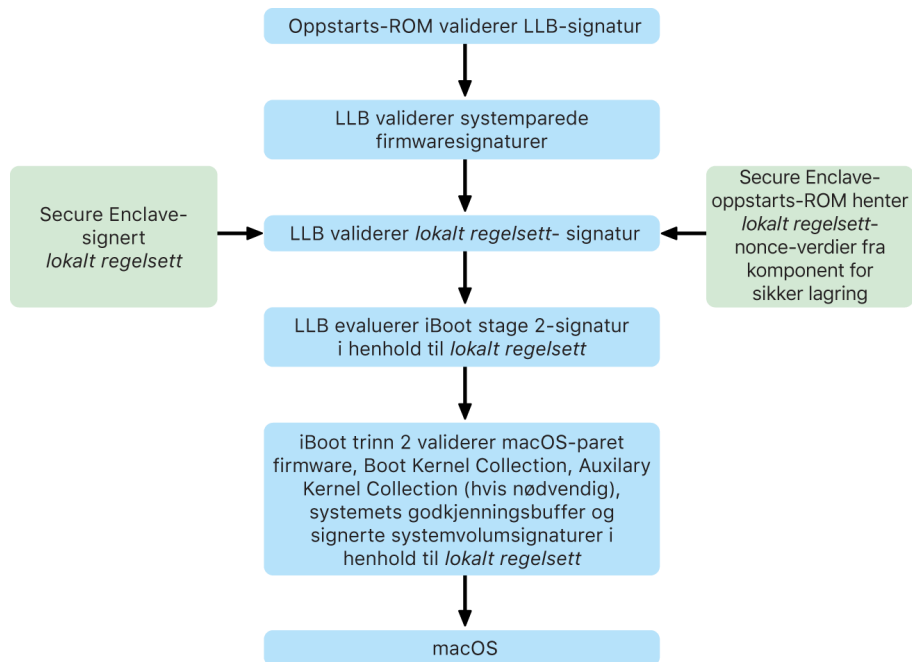 Oppstarts-ROM validerer LLB-signatur
LLB validerer systemparede
firmwaresignaturer
Secure Enclave-
signert
lokalt regelsett
LLB validerer lokalt regelsett- signatur
Secure Enclave-
oppstarts-ROM henter
lokalt regelsett-
nonce-verdier fra
komponent for
sikker lagring
LLB evaluerer iBoot stage 2-signatur
i henhold til lokalt regelsett
iBoot trinn 2 validerer macOS-paret
firmware, Boot Kernel Collection, Auxilary
Kernel Collection (hvis nødvendig),
systemets godkjenningsbuffer og
signerte systemvolumsignaturer i
henhold til lokalt regelsett
macOS